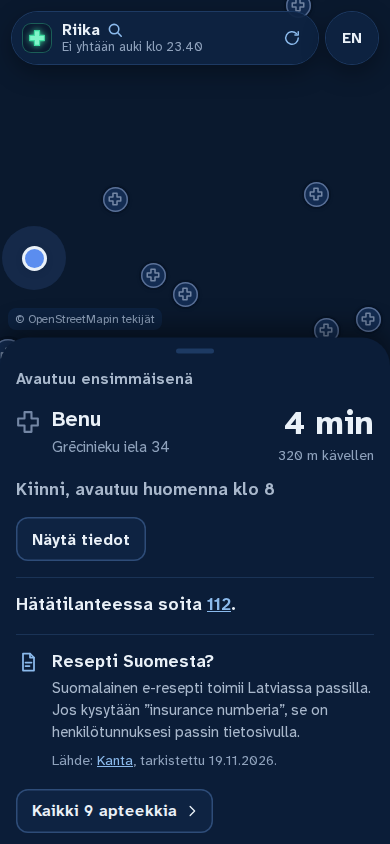 Riika
Ei yhtään auki klo 23.40
EN
© OpenStreetMapin tekijät
Avautuu ensimmäisenä
Benu
4 min
Grēcinieku iela 34
320 m kävellen
Kiinni, avautuu huomenna klo 8
Näytä tiedot
Hätätilanteessa soita 112.
Resepti Suomesta?
Suomalainen e-resepti toimii Latviassa passilla.
Jos kysytään ”insurance numberia”, se on
henkilötunnuksesi passin tietosivulla.
Lähde: Kanta, tarkistettu 19.11.2026.
Kaikki 9 apteekkia